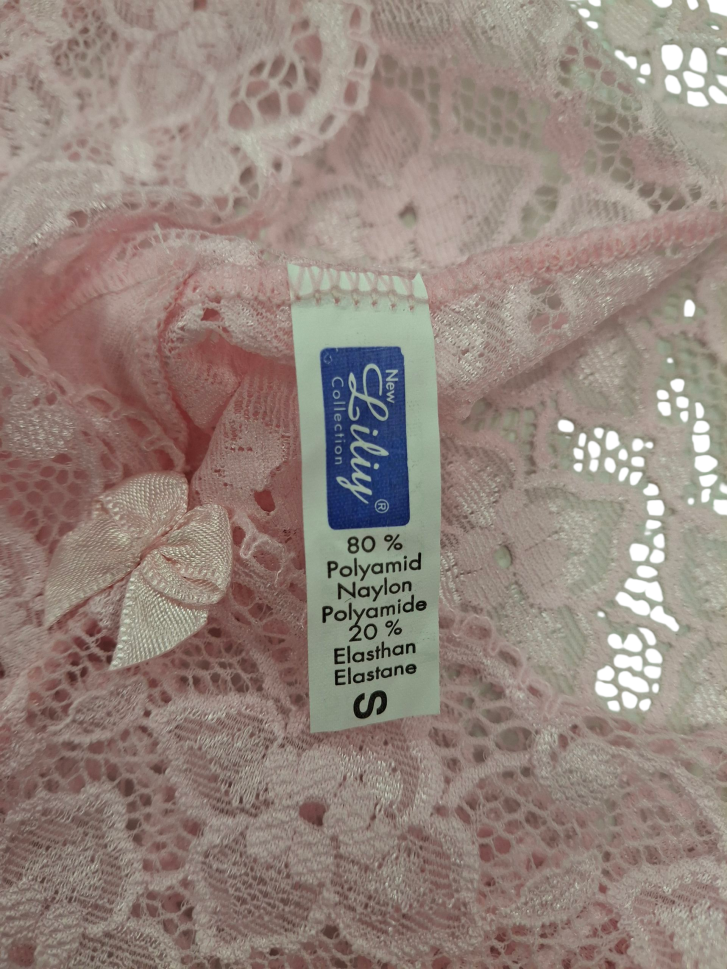 New
Liliy ®
Collection
80 %
Polyamid
Naylon
Polyamide
20 %
Elasthan
Elastane
S